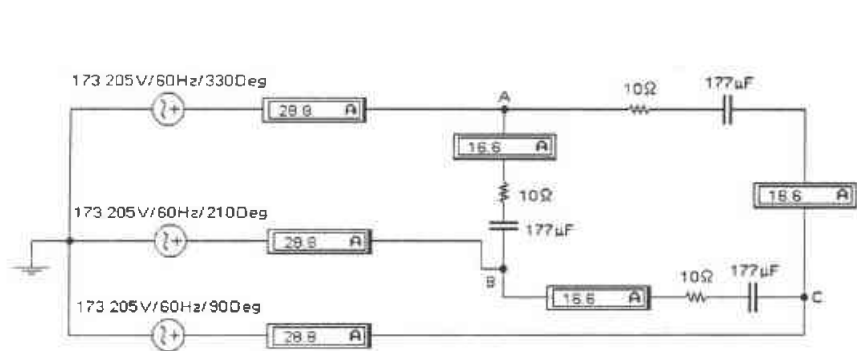 173 205V/60Hz/330Deg
28.8 A
A
10Ω
177µF
16.6 A
10Ω
177µF
16.6 A
173 205V/60Hz/210Deg
28.8 A
B
16.6 A
10Ω
177µF
C
173 205V/60Hz/90Deg
28.8 A